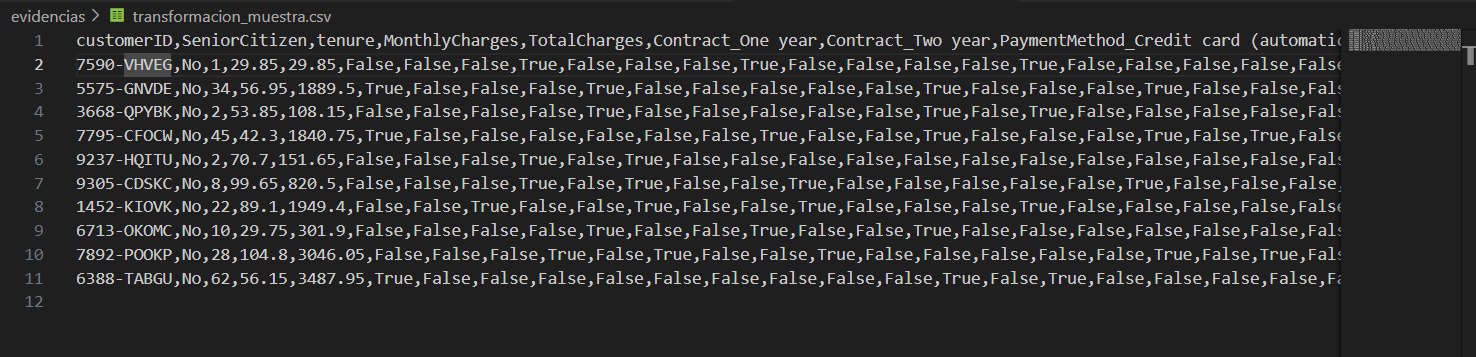 evidencias > transformacion_muestra.csv
1 customerID,SeniorCitizen,tenure,MonthlyCharges,TotalCharges,Contract_One year,Contract_Two year,PaymentMethod_Credit card (automatic
2 7590-VHVEG,No,1,29.85,29.85,False,False,False,True,False,False,False,True,False,False,False,True,False,False,False,False,False
3 5575-GNVDE,No,34,56.95,1889.5,True,False,False,False,True,False,False,False,False,False,True,False,False,False,True,False,False,False
4 3668-QPYBK,No,2,53.85,108.15,False,False,False,False,True,False,False,False,False,True,False,True,False,False,False,False,False
5 7795-CFOCW,No,45,42.3,1840.75,True,False,False,False,False,False,False,True,False,False,True,False,False,False,True,False,True,False
6 9237-HQITU,No,2,70.7,151.65,False,False,False,True,False,True,False,False,False,False,False,True,False,False,False,False,False
7 9305-CDSKC,No,8,99.65,820.5,False,False,False,True,False,True,False,False,True,False,False,False,False,False,True,False,False,False,
8 1452-KIOVK,No,22,89.1,1949.4,False,False,True,False,False,True,False,False,True,False,False,False,True,False,False,False,False,False
9 6713-OKOMC,No,10,29.75,301.9,False,False,False,True,False,False,True,False,False,True,False,False,False,False,False,False,False
10 7892-POOKP,No,28,104.8,3046.05,False,False,False,True,False,True,False,False,True,False,False,False,False,False,True,False,True,False
11 6388-TABGU,No,62,56.15,3487.95,True,False,False,False,False,False,False,False,False,False,True,False,True,False,False,False,False,Fa
12